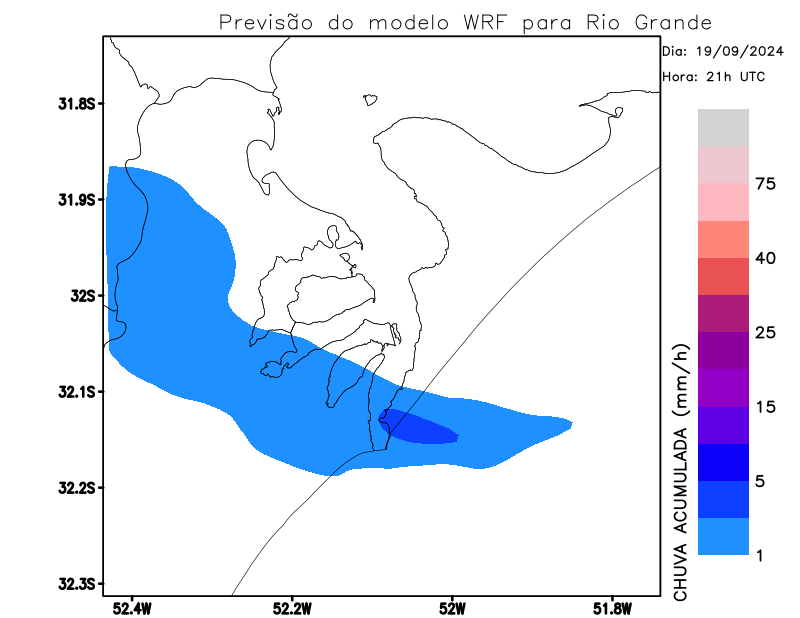 Previsão do modelo WRF para Rio Grande
Dia: 19/09/2024
Hora: 21h UTC
31.8S
31.9S
32S
32.1S
32.2S
32.3S
52.4W
52.2W
52W
51.8W
75
40
25
15
5
1
CHUVA ACUMULADA (mm/h)